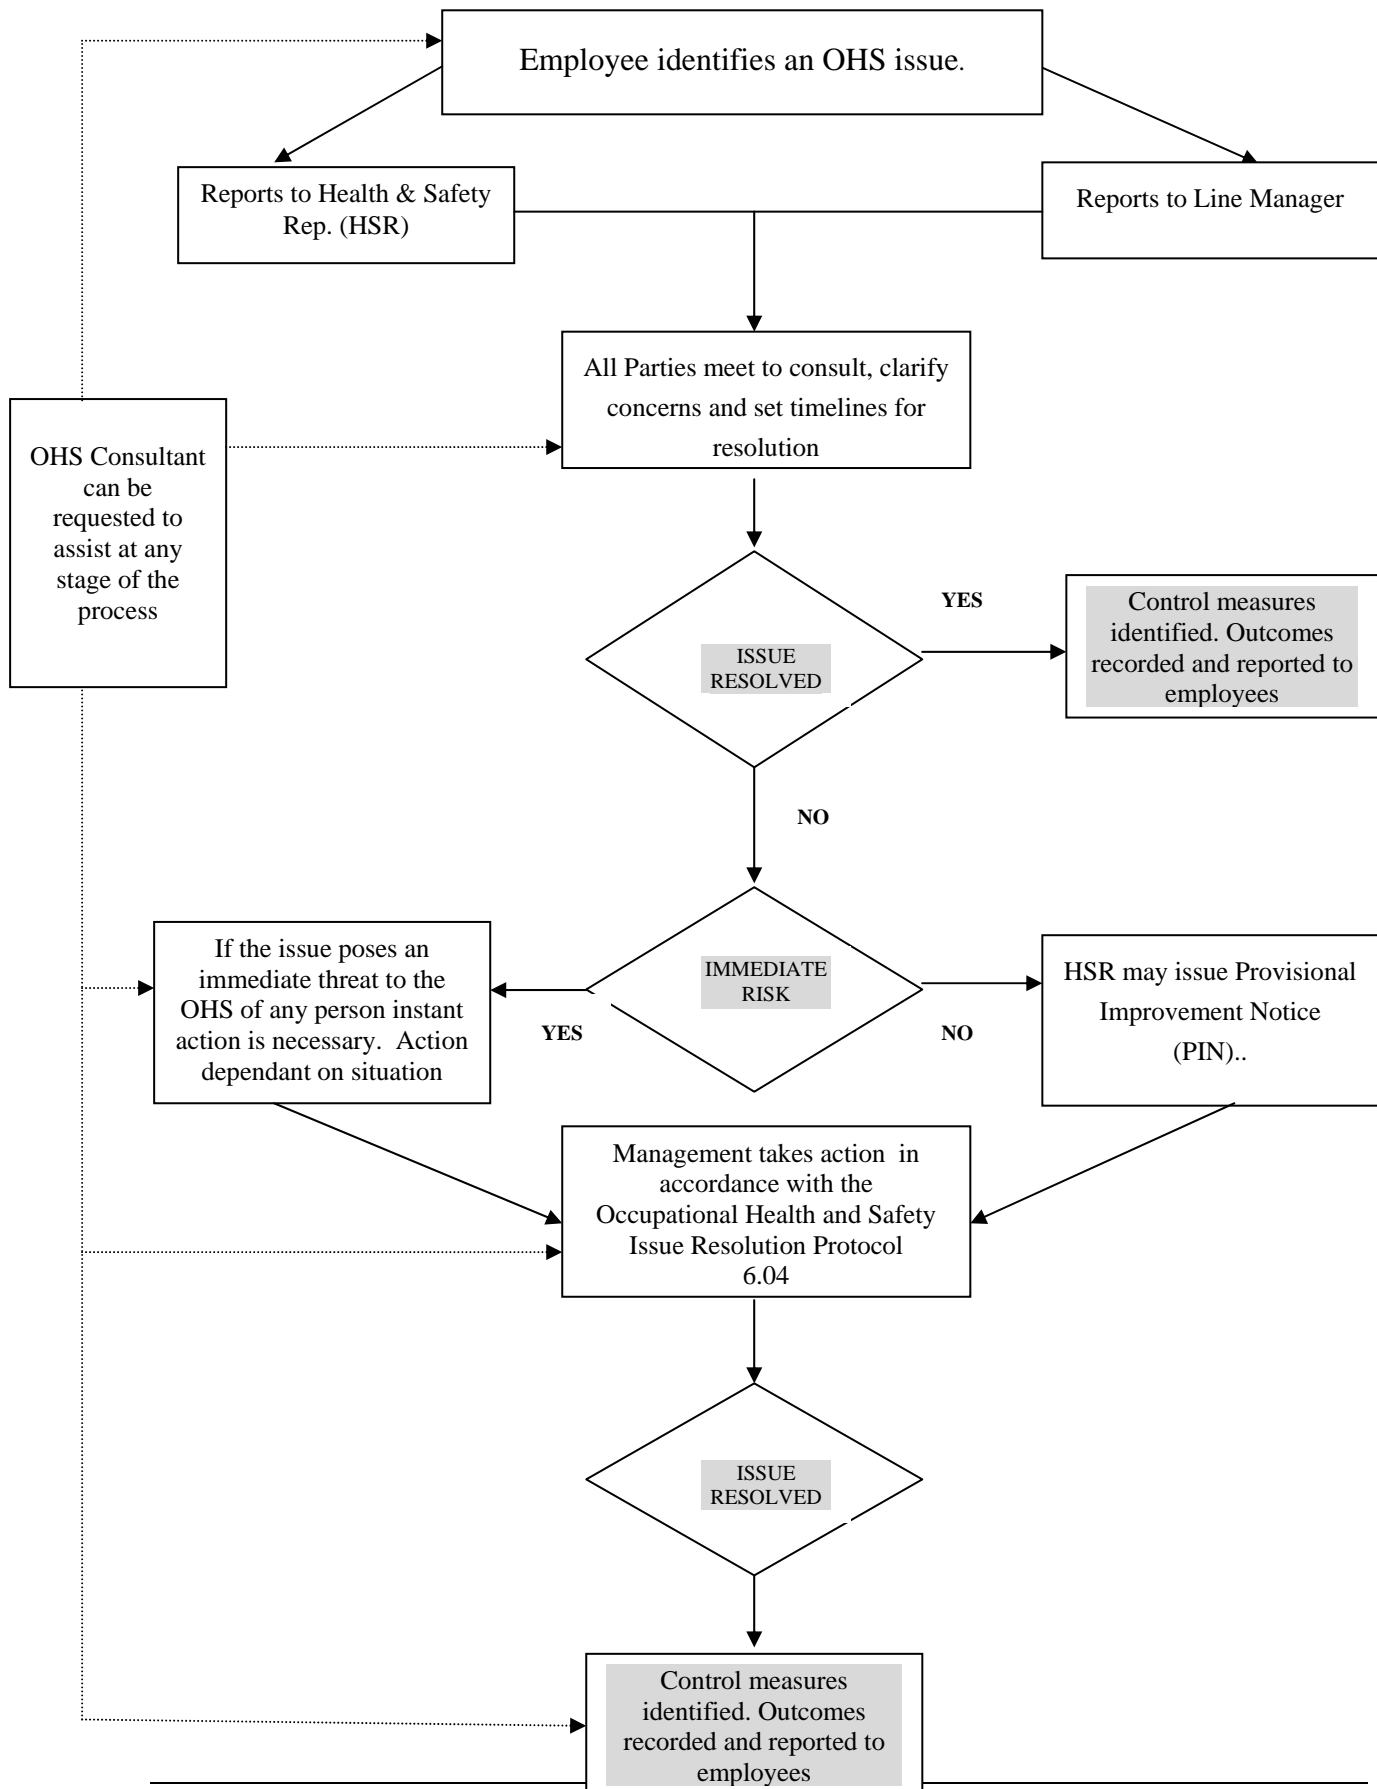 Employee identifies an OHS issue.
Reports to Health & Safety
Rep. (HSR)
Reports to Line Manager
All Parties meet to consult, clarify
concerns and set timelines for
resolution
OHS Consultant
can be
requested to
assist at any
stage of the
process
YES
Control measures
identified. Outcomes
recorded and reported to
employees
ISSUE
RESOLVED
NO
If the issue poses an
immediate threat to the
OHS of any person instant
action is necessary.  Action
dependant on situation
YES
IMMEDIATE
RISK
NO
HSR may issue Provisional
Improvement Notice
(PIN)..
Management takes action  in
accordance with the
Occupational Health and Safety
Issue Resolution Protocol
6.04
ISSUE
RESOLVED
Control measures
identified. Outcomes
recorded and reported to
employees